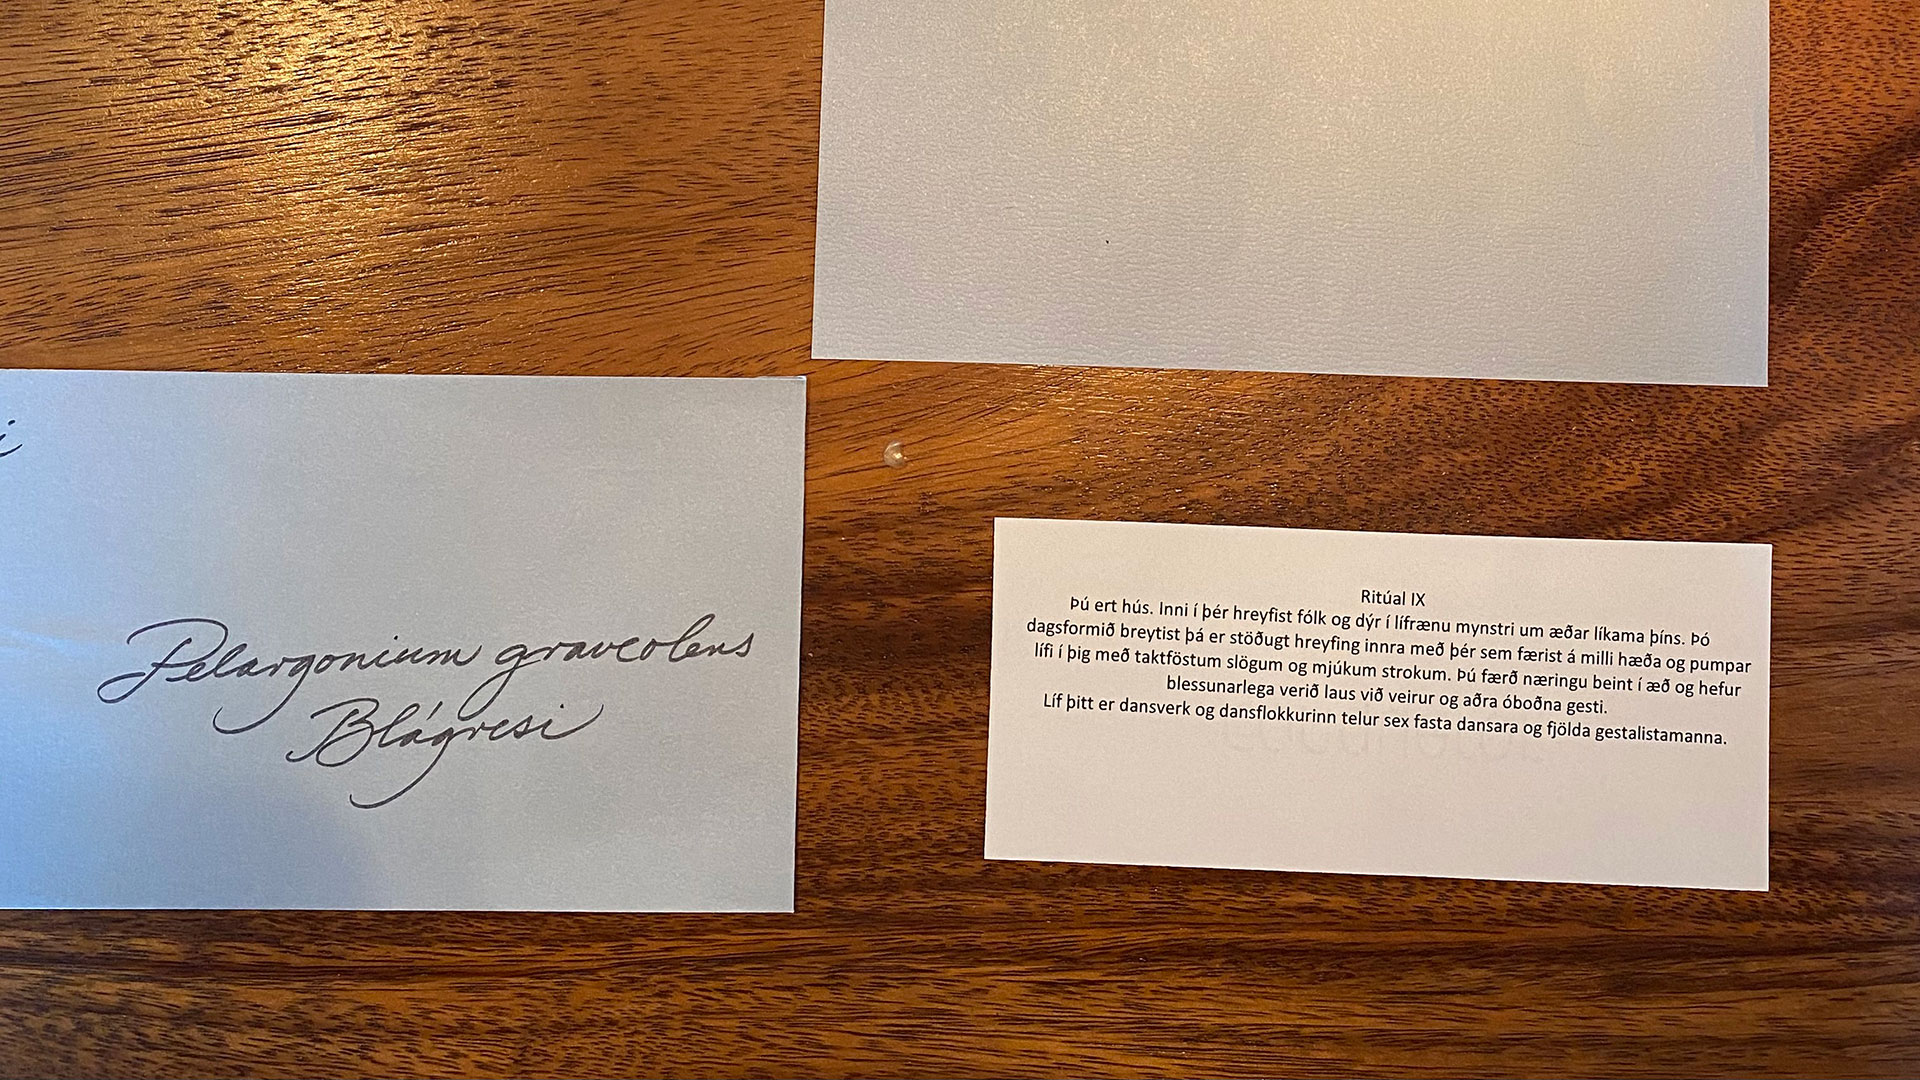 i
Pelargonium graveolens
Blágresi
Ritúal IX
Þú ert hús. Inni í þér hreyfist fólk og dýr í lífrænu mynstri um æðar líkama þíns. Þó
dagsformið breytist þá er stöðugt hreyfing innra með þér sem færist á milli hæða og pumpar
lífi í þig með taktföstum slögum og mjúkum strokum. Þú færð næringu beint í æð og hefur
blessunarlega verið laus við veirur og aðra óboðna gesti.
Líf þitt er dansverk og dansflokkurinn telur sex fasta dansara og fjölda gestalistamanna.